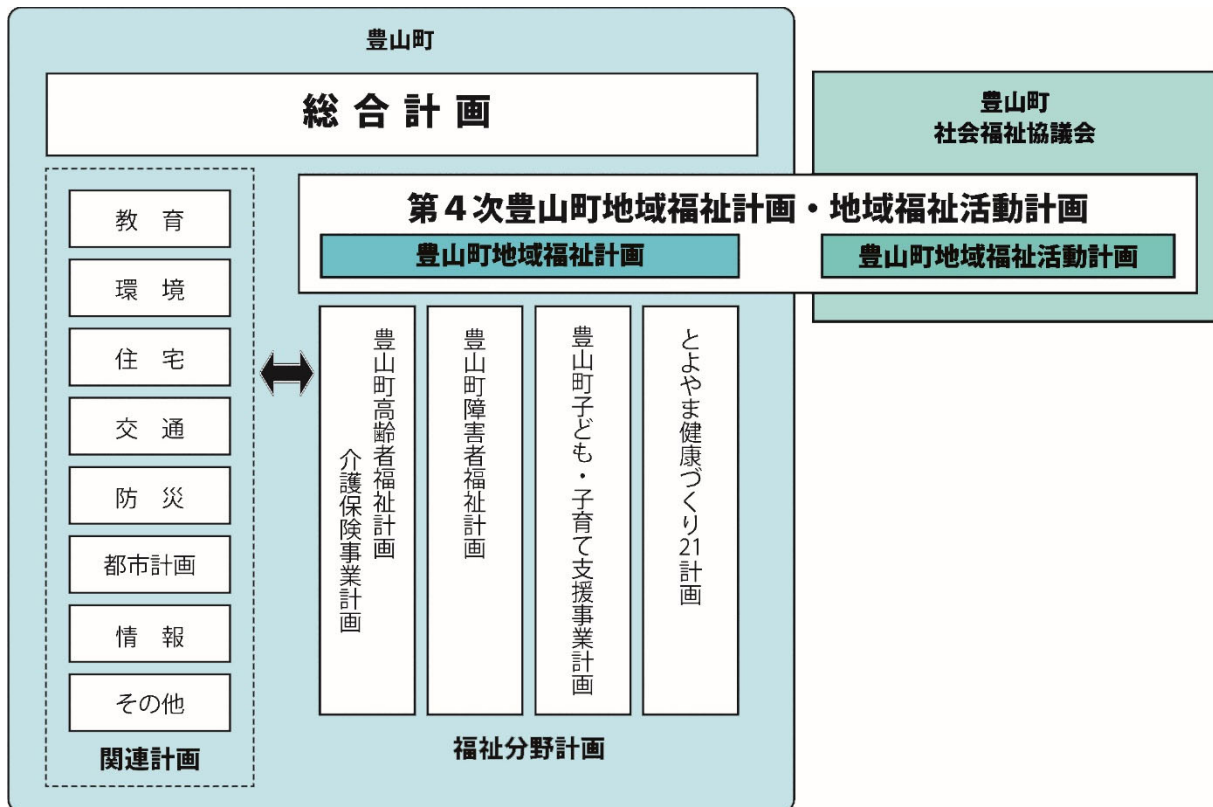 豊山町
総合計画
豊山町
社会福祉協議会
第4次豊山町地域福祉計画・地域福祉活動計画
豊山町地域福祉計画
豊山町地域福祉活動計画
教 育
環 境
住 宅
交 通
防 災
都市計画
情 報
その他
関連計画
豊山町高齢者福祉計画
介護保険事業計画
豊山町障害者福祉計画
豊山町子ども・子育て支援事業計画
とよやま健康づくり21計画
福祉分野計画